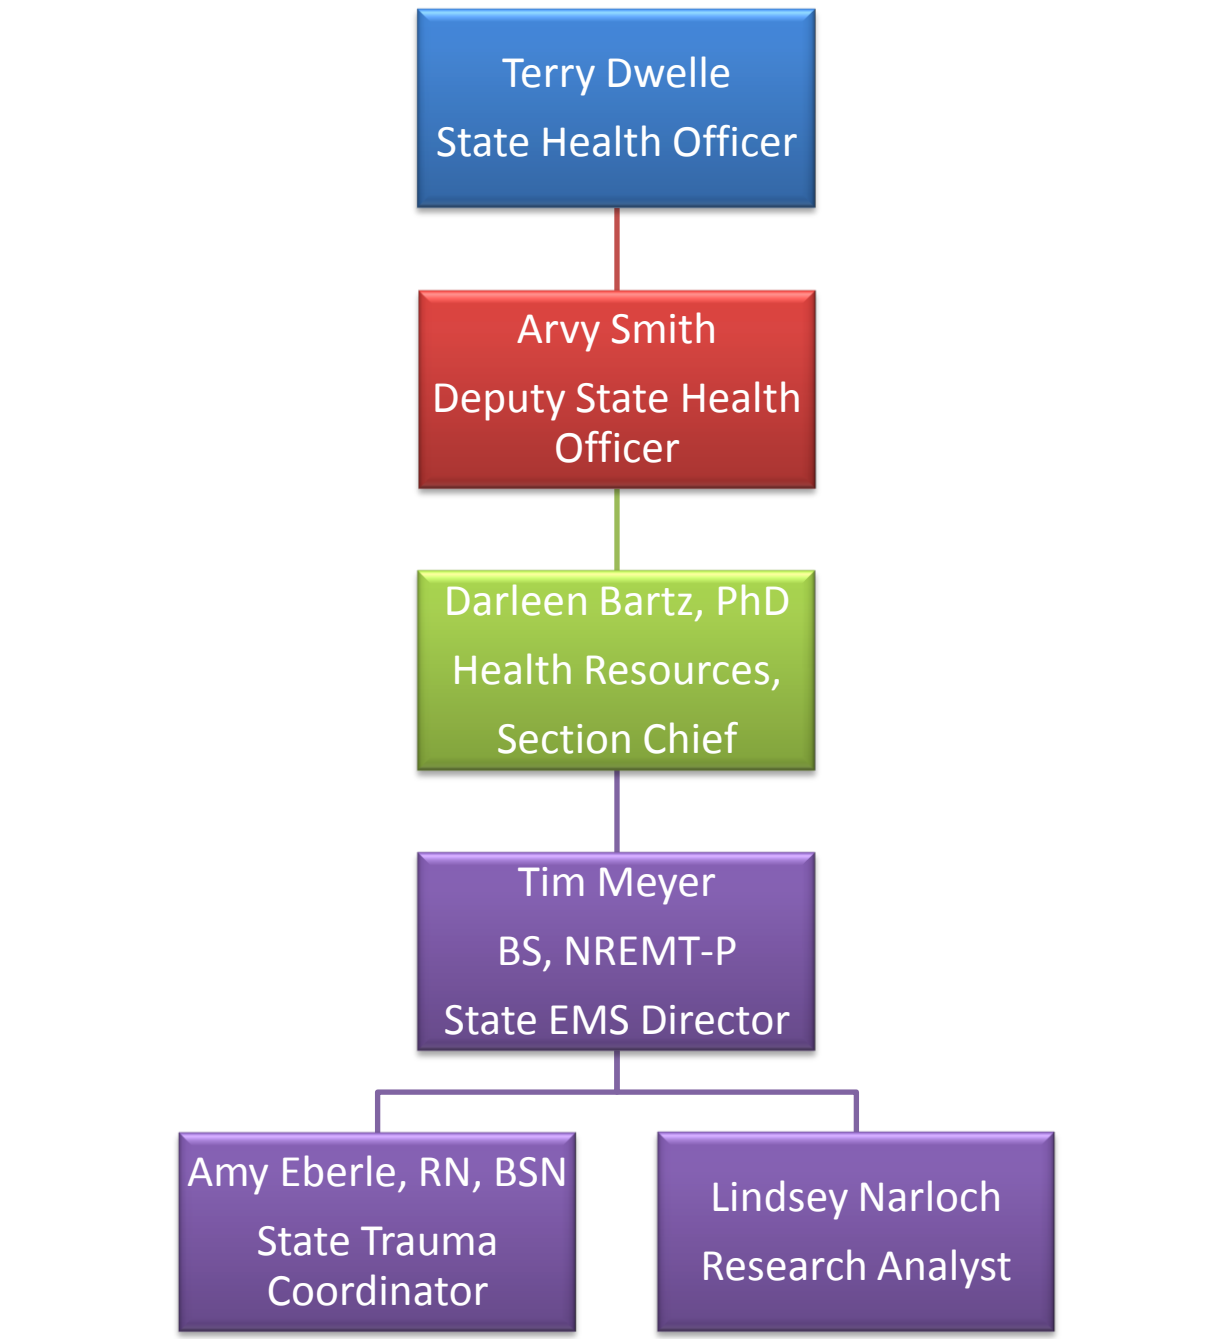 Terry Dwelle
State Health Officer
Arvy Smith
Deputy State Health
Officer
Darleen Bartz, PhD
Health Resources,
Section Chief
Tim Meyer
BS, NREMT-P
State EMS Director
Amy Eberle, RN, BSN
State Trauma
Coordinator
Lindsey Narloch
Research Analyst